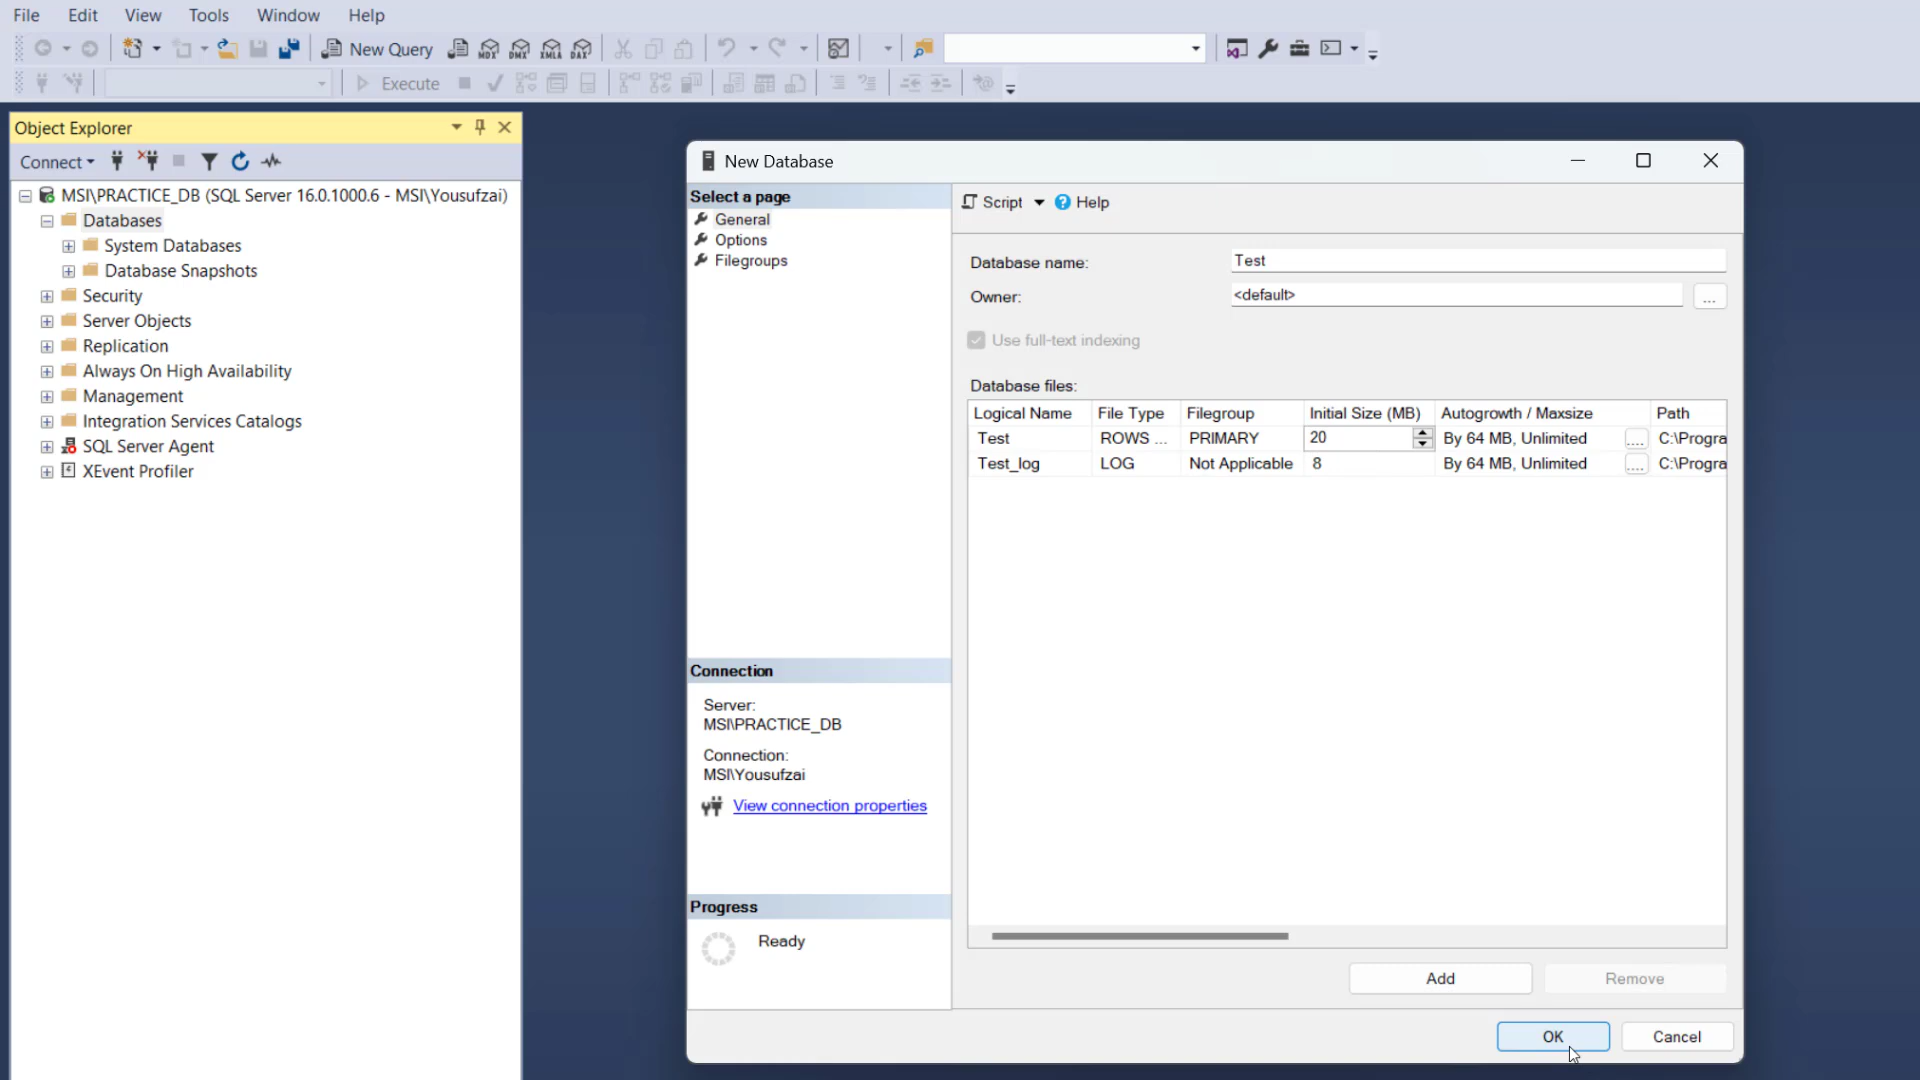 File Edit View Tools Window Help
New Query MDX DMX XMLA DAX
Execute
Object Explorer
Connect
MSI\PRACTICE_DB (SQL Server 16.0.1000.6 - MSI\Yousufzai)
Databases
System Databases
Database Snapshots
Security
Server Objects
Replication
Always On High Availability
Management
Integration Services Catalogs
SQL Server Agent
XEvent Profiler
New Database
Select a page
General
Options
Filegroups
Connection
Server:
MSI\PRACTICE_DB
Connection:
MSI\Yousufzai
View connection properties
Progress
Ready
Script Help
Database name: Test
Owner: <default> ...
Use full-text indexing
Database files:
Logical Name File Type Filegroup Initial Size (MB) Autogrowth / Maxsize Path
Test ROWS ... PRIMARY 20 By 64 MB, Unlimited .... C:\Progra
Test_log LOG Not Applicable 8 By 64 MB, Unlimited .... C:\Progra
Add Remove
OK Cancel